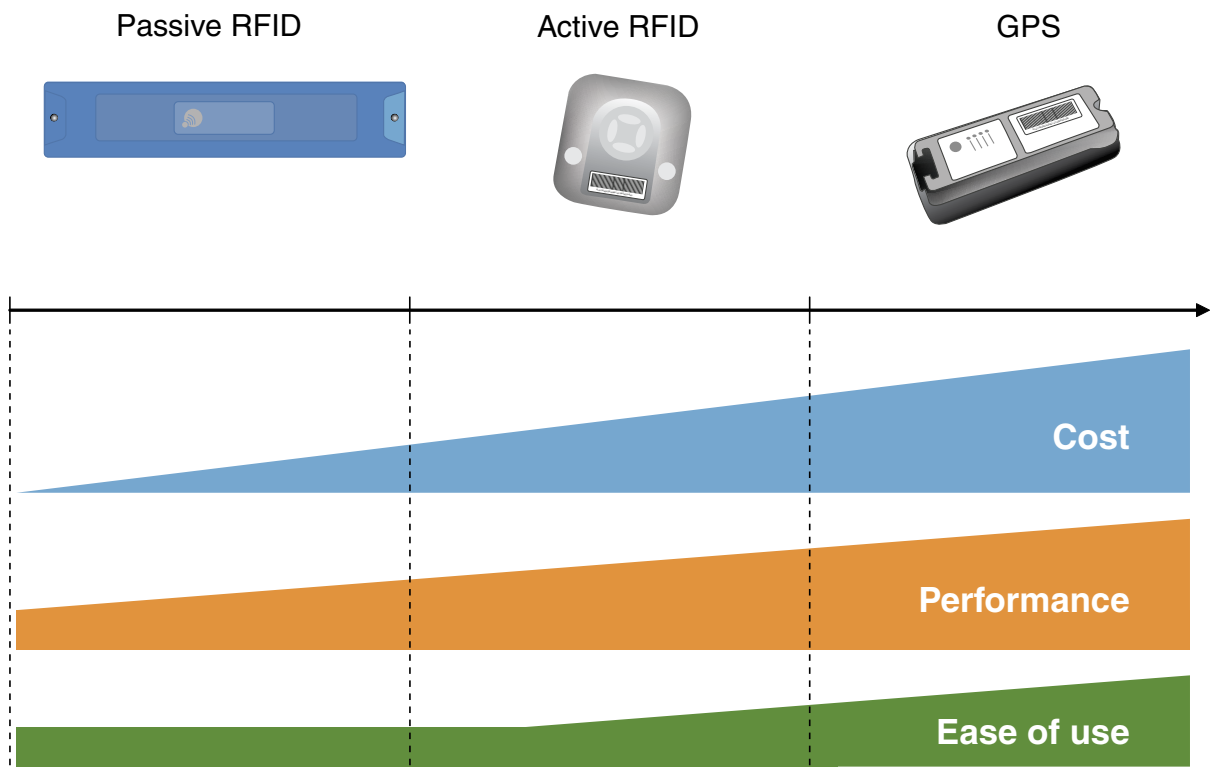 Passive RFID
Active RFID
GPS
Cost
Performance
Ease of use